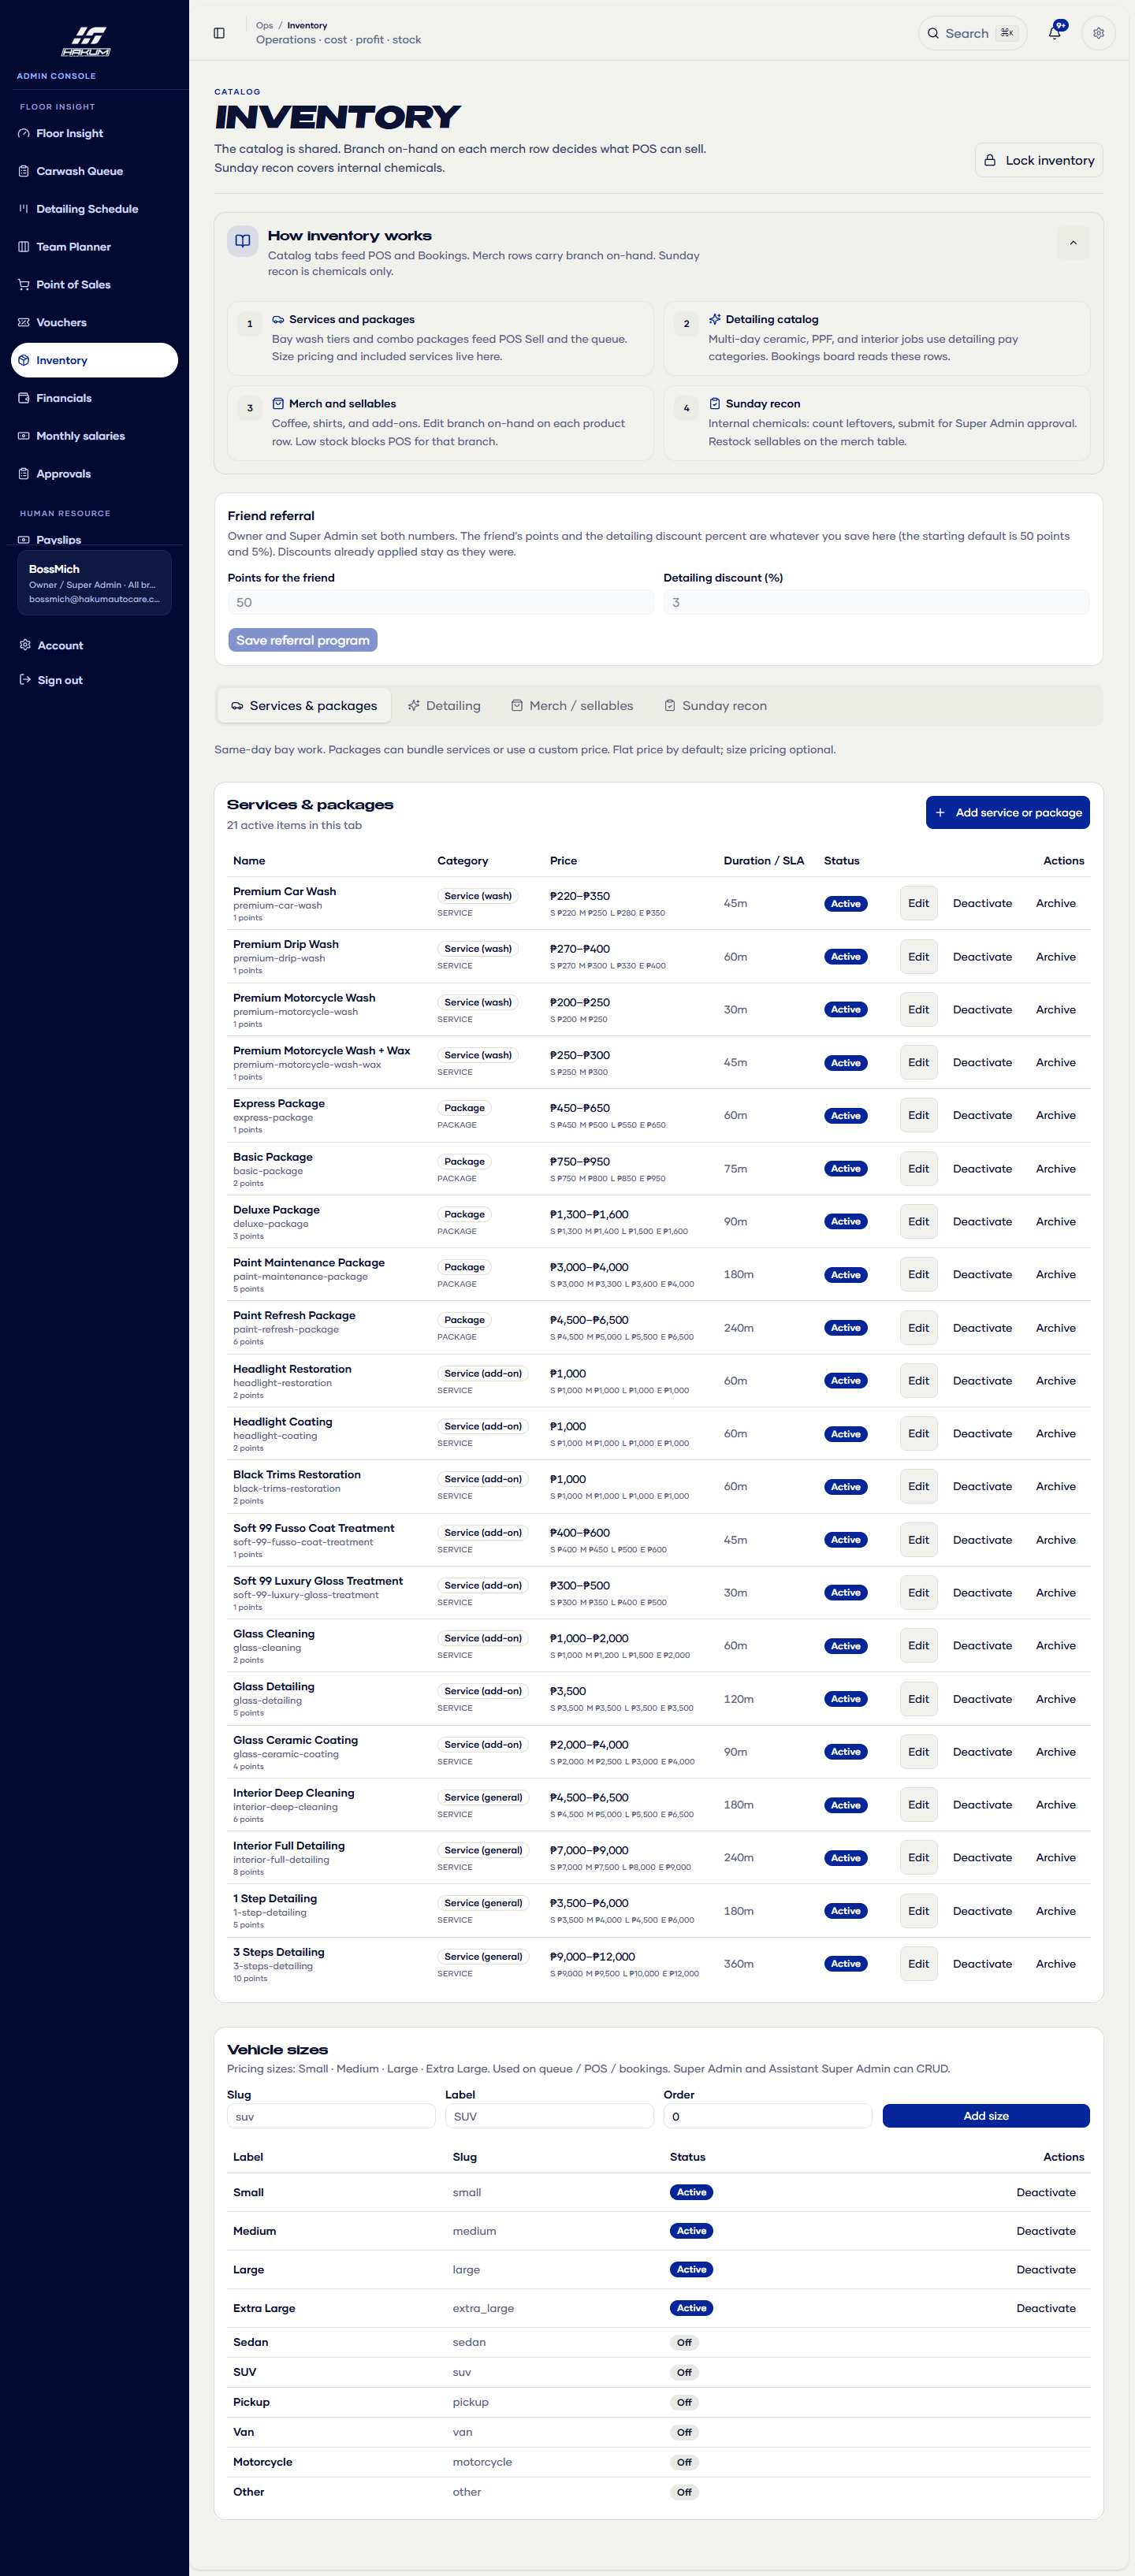 HAKUM
ADMIN CONSOLE
FLOOR INSIGHT
Floor Insight
Carwash Queue
Detailing Schedule
Team Planner
Point of Sales
Vouchers
Inventory
Financials
Monthly salaries
Approvals
HUMAN RESOURCE
Payslips
BossMich
Owner / Super Admin · All br...
bossmich@hakumautocare.c...
Account
Sign out
Ops / Inventory
Operations · cost · profit · stock
Search ⌘K
9+
CATALOG
INVENTORY
The catalog is shared. Branch on-hand on each merch row decides what POS can sell.
Sunday recon covers internal chemicals.
Lock inventory
How inventory works
Catalog tabs feed POS and Bookings. Merch rows carry branch on-hand. Sunday
recon is chemicals only.
1 Services and packages
Bay wash tiers and combo packages feed POS Sell and the queue.
Size pricing and included services live here.
2 Detailing catalog
Multi-day ceramic, PPF, and interior jobs use detailing pay
categories. Bookings board reads these rows.
3 Merch and sellables
Coffee, shirts, and add-ons. Edit branch on-hand on each product
row. Low stock blocks POS for that branch.
4 Sunday recon
Internal chemicals: count leftovers, submit for Super Admin approval.
Restock sellables on the merch table.
Friend referral
Owner and Super Admin set both numbers. The friend's points and the detailing discount percent are whatever you save here (the starting default is 50 points
and 5%). Discounts already applied stay as they were.
Points for the friend
50
Detailing discount (%)
3
Save referral program
Services & packages Detailing Merch / sellables Sunday recon
Same-day bay work. Packages can bundle services or use a custom price. Flat price by default; size pricing optional.
Services & packages
21 active items in this tab
+ Add service or package
Name Category Price Duration / SLA Status Actions
Premium Car Wash Service (wash) ₱220–₱350 45m Active Edit Deactivate Archive
premium-car-wash SERVICE S ₱220 M ₱250 L ₱280 E ₱350
1 points
Premium Drip Wash Service (wash) ₱270–₱400 60m Active Edit Deactivate Archive
premium-drip-wash SERVICE S ₱270 M ₱300 L ₱330 E ₱400
1 points
Premium Motorcycle Wash Service (wash) ₱200–₱250 30m Active Edit Deactivate Archive
premium-motorcycle-wash SERVICE S ₱200 M ₱250
1 points
Premium Motorcycle Wash + Wax Service (wash) ₱250–₱300 45m Active Edit Deactivate Archive
premium-motorcycle-wash-wax SERVICE S ₱250 M ₱300
1 points
Express Package Package ₱450–₱650 60m Active Edit Deactivate Archive
express-package PACKAGE S ₱450 M ₱500 L ₱550 E ₱650
1 points
Basic Package Package ₱750–₱950 75m Active Edit Deactivate Archive
basic-package PACKAGE S ₱750 M ₱800 L ₱850 E ₱950
2 points
Deluxe Package Package ₱1,300–₱1,600 90m Active Edit Deactivate Archive
deluxe-package PACKAGE S ₱1,300 M ₱1,400 L ₱1,500 E ₱1,600
3 points
Paint Maintenance Package Package ₱3,000–₱4,000 180m Active Edit Deactivate Archive
paint-maintenance-package PACKAGE S ₱3,000 M ₱3,300 L ₱3,600 E ₱4,000
5 points
Paint Refresh Package Package ₱4,500–₱6,500 240m Active Edit Deactivate Archive
paint-refresh-package PACKAGE S ₱4,500 M ₱5,000 L ₱5,500 E ₱6,500
6 points
Headlight Restoration Service (add-on) ₱1,000 60m Active Edit Deactivate Archive
headlight-restoration SERVICE S ₱1,000 M ₱1,000 L ₱1,000 E ₱1,000
2 points
Headlight Coating Service (add-on) ₱1,000 60m Active Edit Deactivate Archive
headlight-coating SERVICE S ₱1,000 M ₱1,000 L ₱1,000 E ₱1,000
2 points
Black Trims Restoration Service (add-on) ₱1,000 60m Active Edit Deactivate Archive
black-trims-restoration SERVICE S ₱1,000 M ₱1,000 L ₱1,000 E ₱1,000
2 points
Soft 99 Fusso Coat Treatment Service (add-on) ₱400–₱600 45m Active Edit Deactivate Archive
soft-99-fusso-coat-treatment SERVICE S ₱400 M ₱450 L ₱500 E ₱600
1 points
Soft 99 Luxury Gloss Treatment Service (add-on) ₱300–₱500 30m Active Edit Deactivate Archive
soft-99-luxury-gloss-treatment SERVICE S ₱300 M ₱350 L ₱400 E ₱500
1 points
Glass Cleaning Service (add-on) ₱1,000–₱2,000 60m Active Edit Deactivate Archive
glass-cleaning SERVICE S ₱1,000 M ₱1,200 L ₱1,500 E ₱2,000
2 points
Glass Detailing Service (add-on) ₱3,500 120m Active Edit Deactivate Archive
glass-detailing SERVICE S ₱3,500 M ₱3,500 L ₱3,500 E ₱3,500
5 points
Glass Ceramic Coating Service (add-on) ₱2,000–₱4,000 90m Active Edit Deactivate Archive
glass-ceramic-coating SERVICE S ₱2,000 M ₱2,500 L ₱3,000 E ₱4,000
4 points
Interior Deep Cleaning Service (general) ₱4,500–₱6,500 180m Active Edit Deactivate Archive
interior-deep-cleaning SERVICE S ₱4,500 M ₱5,000 L ₱5,500 E ₱6,500
6 points
Interior Full Detailing Service (general) ₱7,000–₱9,000 240m Active Edit Deactivate Archive
interior-full-detailing SERVICE S ₱7,000 M ₱7,500 L ₱8,000 E ₱9,000
8 points
1 Step Detailing Service (general) ₱3,500–₱6,000 180m Active Edit Deactivate Archive
1-step-detailing SERVICE S ₱3,500 M ₱4,000 L ₱4,500 E ₱6,000
5 points
3 Steps Detailing Service (general) ₱9,000–₱12,000 360m Active Edit Deactivate Archive
3-steps-detailing SERVICE S ₱9,000 M ₱9,500 L ₱10,000 E ₱12,000
10 points
Vehicle sizes
Pricing sizes: Small · Medium · Large · Extra Large. Used on queue / POS / bookings. Super Admin and Assistant Super Admin can CRUD.
Slug Label Order
suv SUV 0 Add size
Label Slug Status Actions
Small small Active Deactivate
Medium medium Active Deactivate
Large large Active Deactivate
Extra Large extra_large Active Deactivate
Sedan sedan Off
SUV suv Off
Pickup pickup Off
Van van Off
Motorcycle motorcycle Off
Other other Off